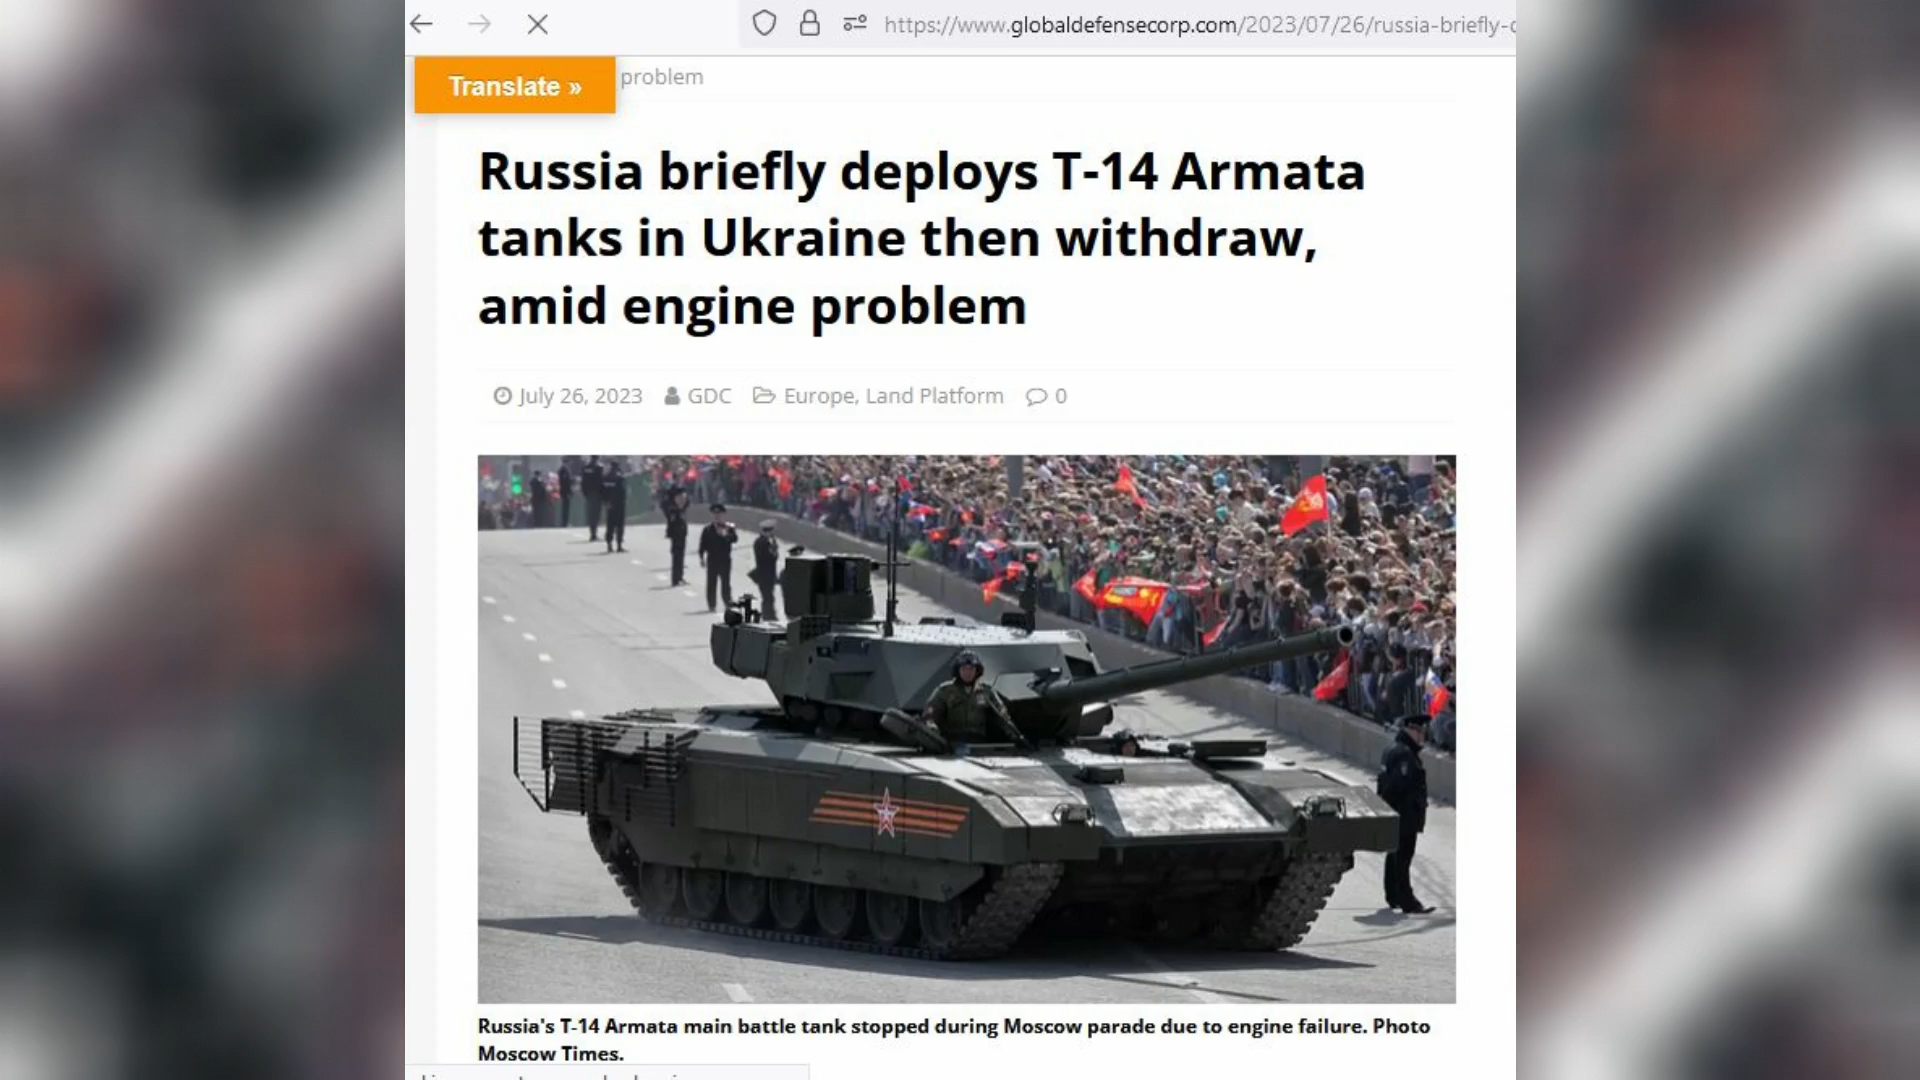 https://www.globaldefensecorp.com/2023/07/26/russia-briefly-
Translate »
problem
Russia briefly deploys T-14 Armata
tanks in Ukraine then withdraw,
amid engine problem
July 26, 2023 GDC Europe, Land Platform 0
Russia's T-14 Armata main battle tank stopped during Moscow parade due to engine failure. Photo
Moscow Times.